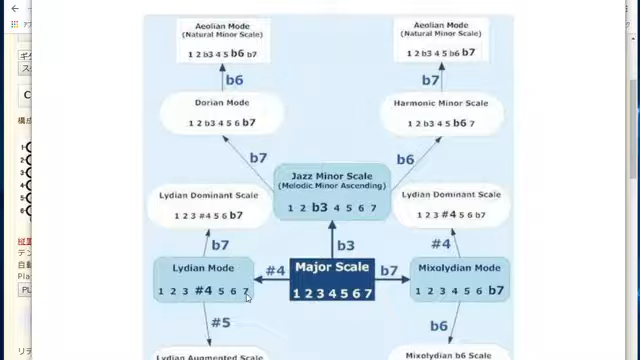 Aeolian Mode
(Natural Minor Scale)
1 2 b3 4 5 b6 b7
Aeolian Mode
(Natural Minor Scale)
1 2 b3 4 5 b6 b7
b6
b7
Dorian Mode
1 2 b3 4 5 6 b7
Harmonic Minor Scale
1 2 b3 4 5 b6 7
b7
b6
Jazz Minor Scale
(Melodic Minor Ascending)
1 2 b3 4 5 6 7
Lydian Dominant Scale
1 2 3 #4 5 6 b7
Lydian Dominant Scale
1 2 3 #4 5 6 b7
b7
b3
#4
Lydian Mode
1 2 3 #4 5 6 7
#4
Major Scale
1 2 3 4 5 6 7
b7
Mixolydian Mode
1 2 3 4 5 6 b7
#5
b6
Lydian Augmented Scale
Mixolydian b6 Scale